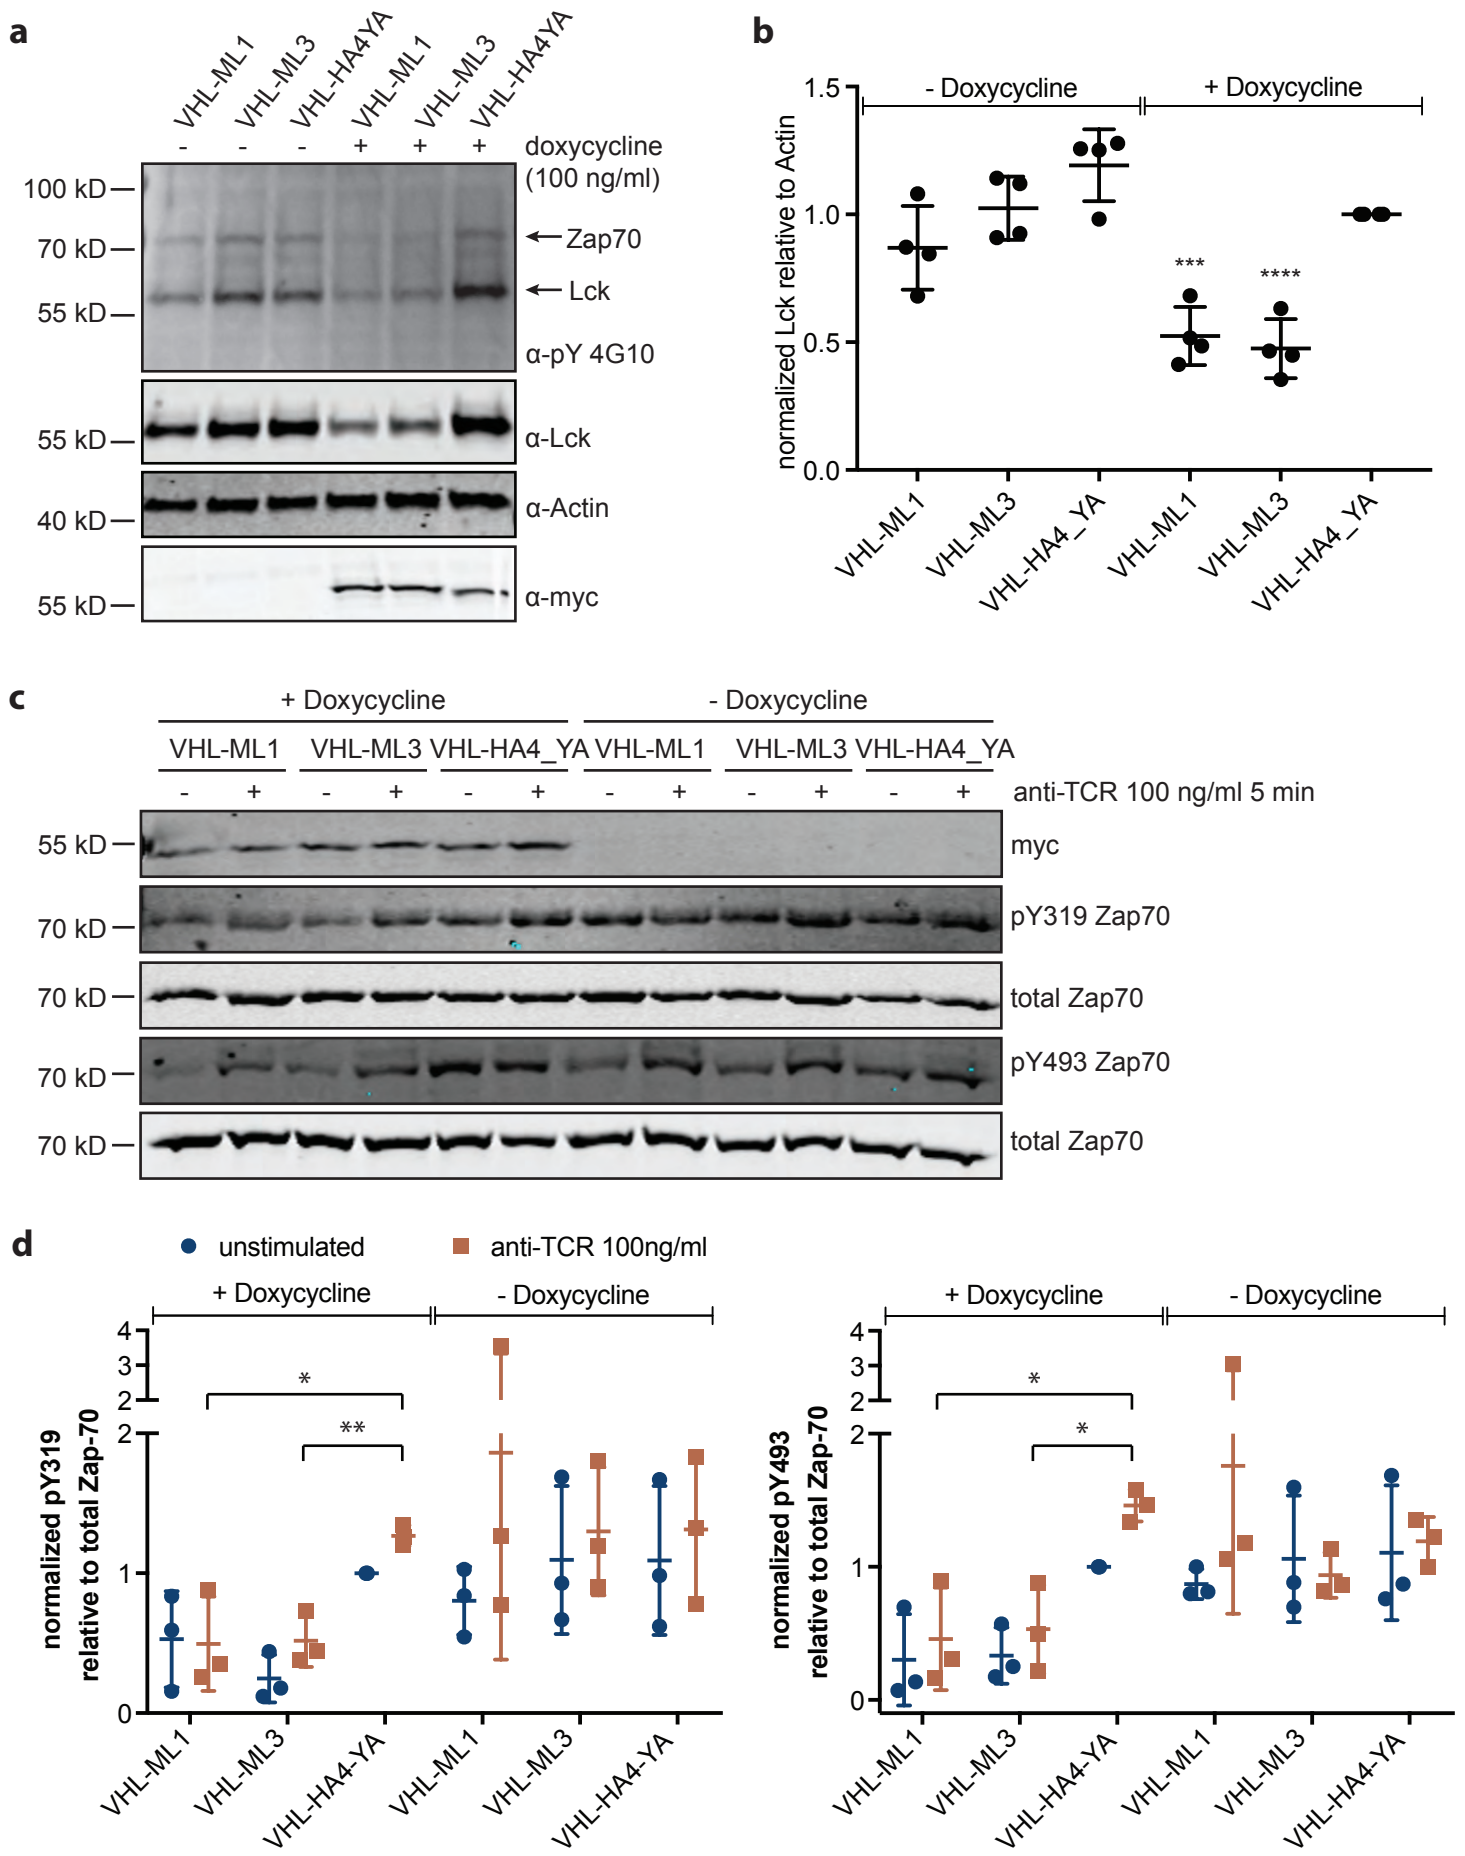 a
VHL-ML1 VHL-ML3 VHL-HA4YA VHL-ML1 VHL-ML3 VHL-HA4YA
- - - + + + doxycycline
(100 ng/ml)
100 kD
70 kD
55 kD
Zap70
Lck
α-pY 4G10
55 kD α-Lck
40 kD α-Actin
55 kD α-myc
b
- Doxycycline + Doxycycline
normalized Lck relative to Actin
1.5
1.0
0.5
0.0
*** ****
VHL-ML1 VHL-ML3 VHL-HA4_YA VHL-ML1 VHL-ML3 VHL-HA4_YA
c
+ Doxycycline - Doxycycline
VHL-ML1 VHL-ML3 VHL-HA4_YA VHL-ML1 VHL-ML3 VHL-HA4_YA
- + - + - + - + - + - + anti-TCR 100 ng/ml 5 min
55 kD myc
70 kD pY319 Zap70
70 kD total Zap70
70 kD pY493 Zap70
70 kD total Zap70
d
unstimulated anti-TCR 100ng/ml
+ Doxycycline - Doxycycline
normalized pY319
relative to total Zap-70
4
3
2
2
1
0
*
**
VHL-ML1 VHL-ML3 VHL-HA4-YA VHL-ML1 VHL-ML3 VHL-HA4-YA
+ Doxycycline - Doxycycline
normalized pY493
relative to total Zap-70
4
3
2
2
1
0
*
*
VHL-ML1 VHL-ML3 VHL-HA4-YA VHL-ML1 VHL-ML3 VHL-HA4-YA